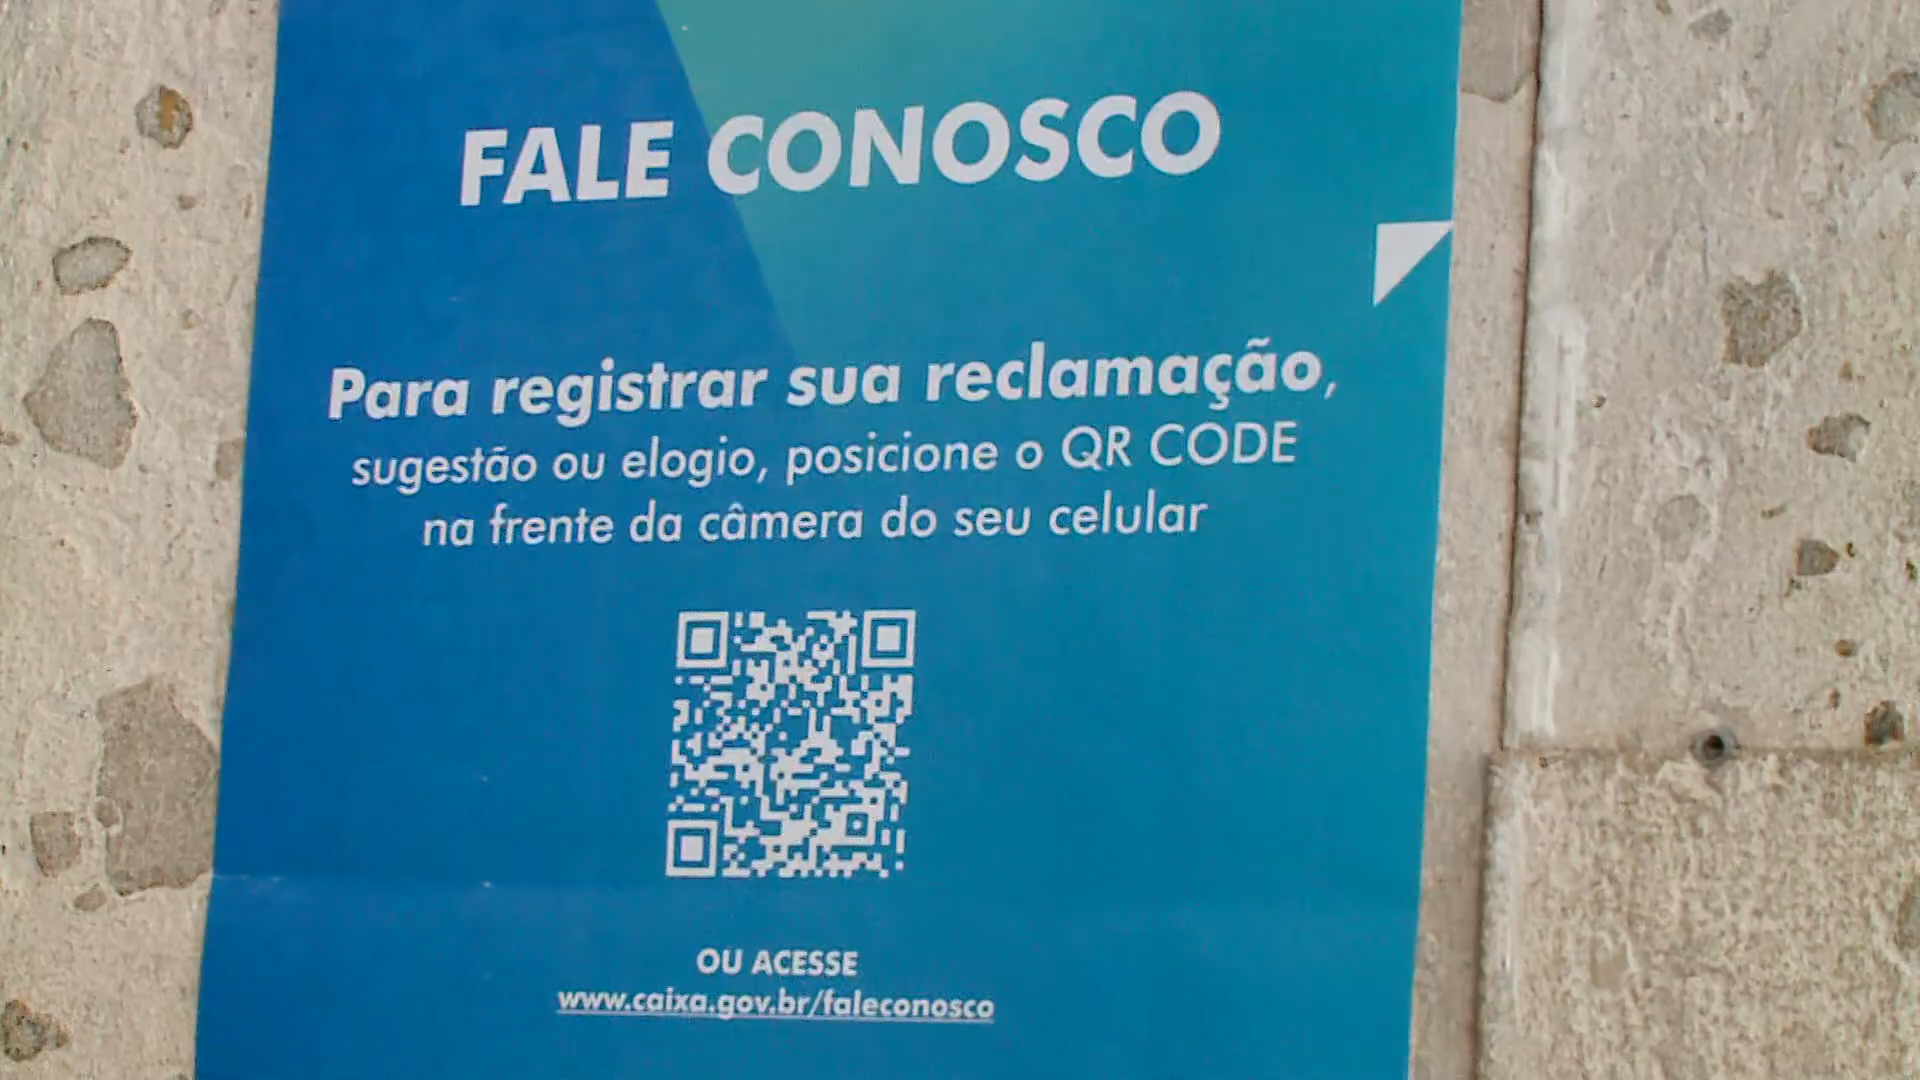 FALE CONOSCO
Para registrar sua reclamação,
sugestão ou elogio, posicione o QR CODE
na frente da câmera do seu celular
OU ACESSE
www.caixa.gov.br/faleconosco